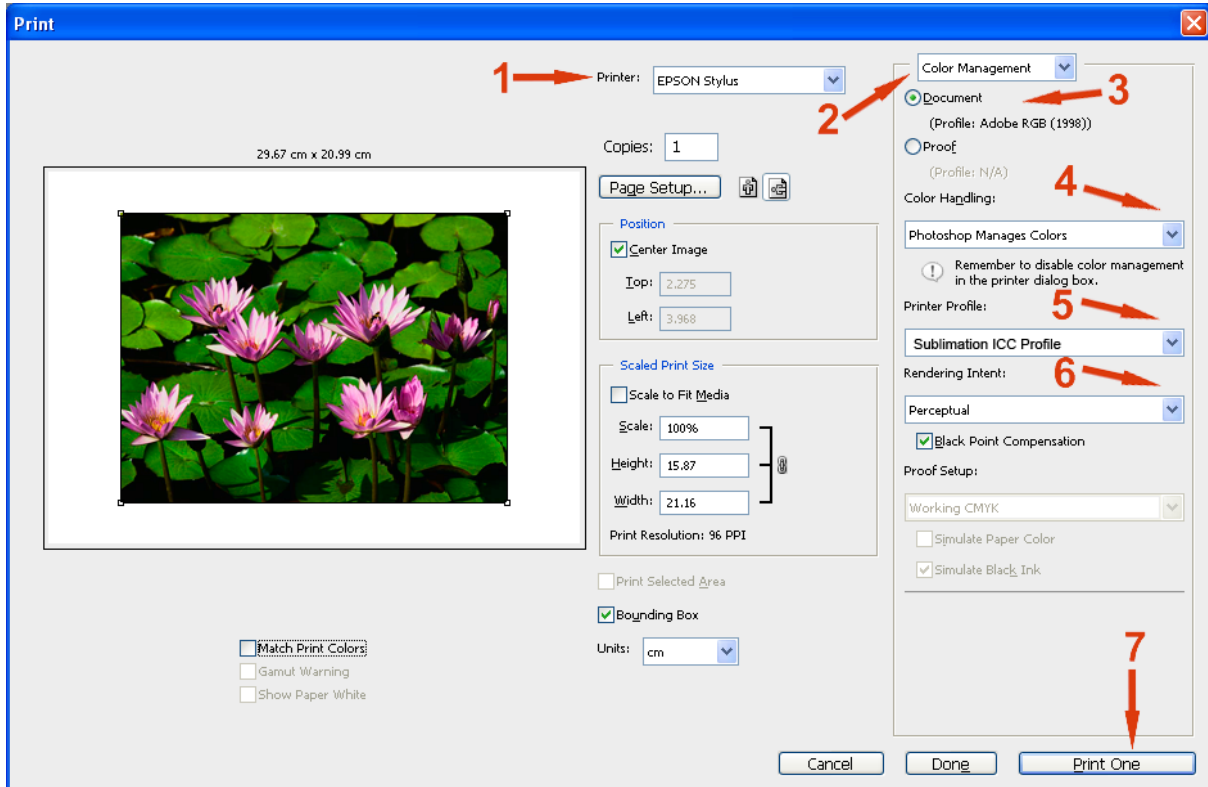 Print
1
Printer:
EPSON Stylus
2
Color Management
3
Document
(Profile: Adobe RGB (1998))
Proof
(Profile: N/A)
29.67 cm x 20.99 cm
Copies:
1
Page Setup...
Position
Center Image
Top:
2.275
Left:
3.968
Scaled Print Size
Scale to Fit Media
Scale:
100%
Height:
15.87
Width:
21.16
Print Resolution: 96 PPI
Print Selected Area
Bounding Box
Units:
cm
Match Print Colors
Gamut Warning
Show Paper White
4
Color Handling:
Photoshop Manages Colors
Remember to disable color management
in the printer dialog box.
5
Printer Profile:
Sublimation ICC Profile
Rendering Intent:
6
Perceptual
Black Point Compensation
Proof Setup:
Working CMYK
Simulate Paper Color
Simulate Black Ink
7
Cancel
Done
Print One